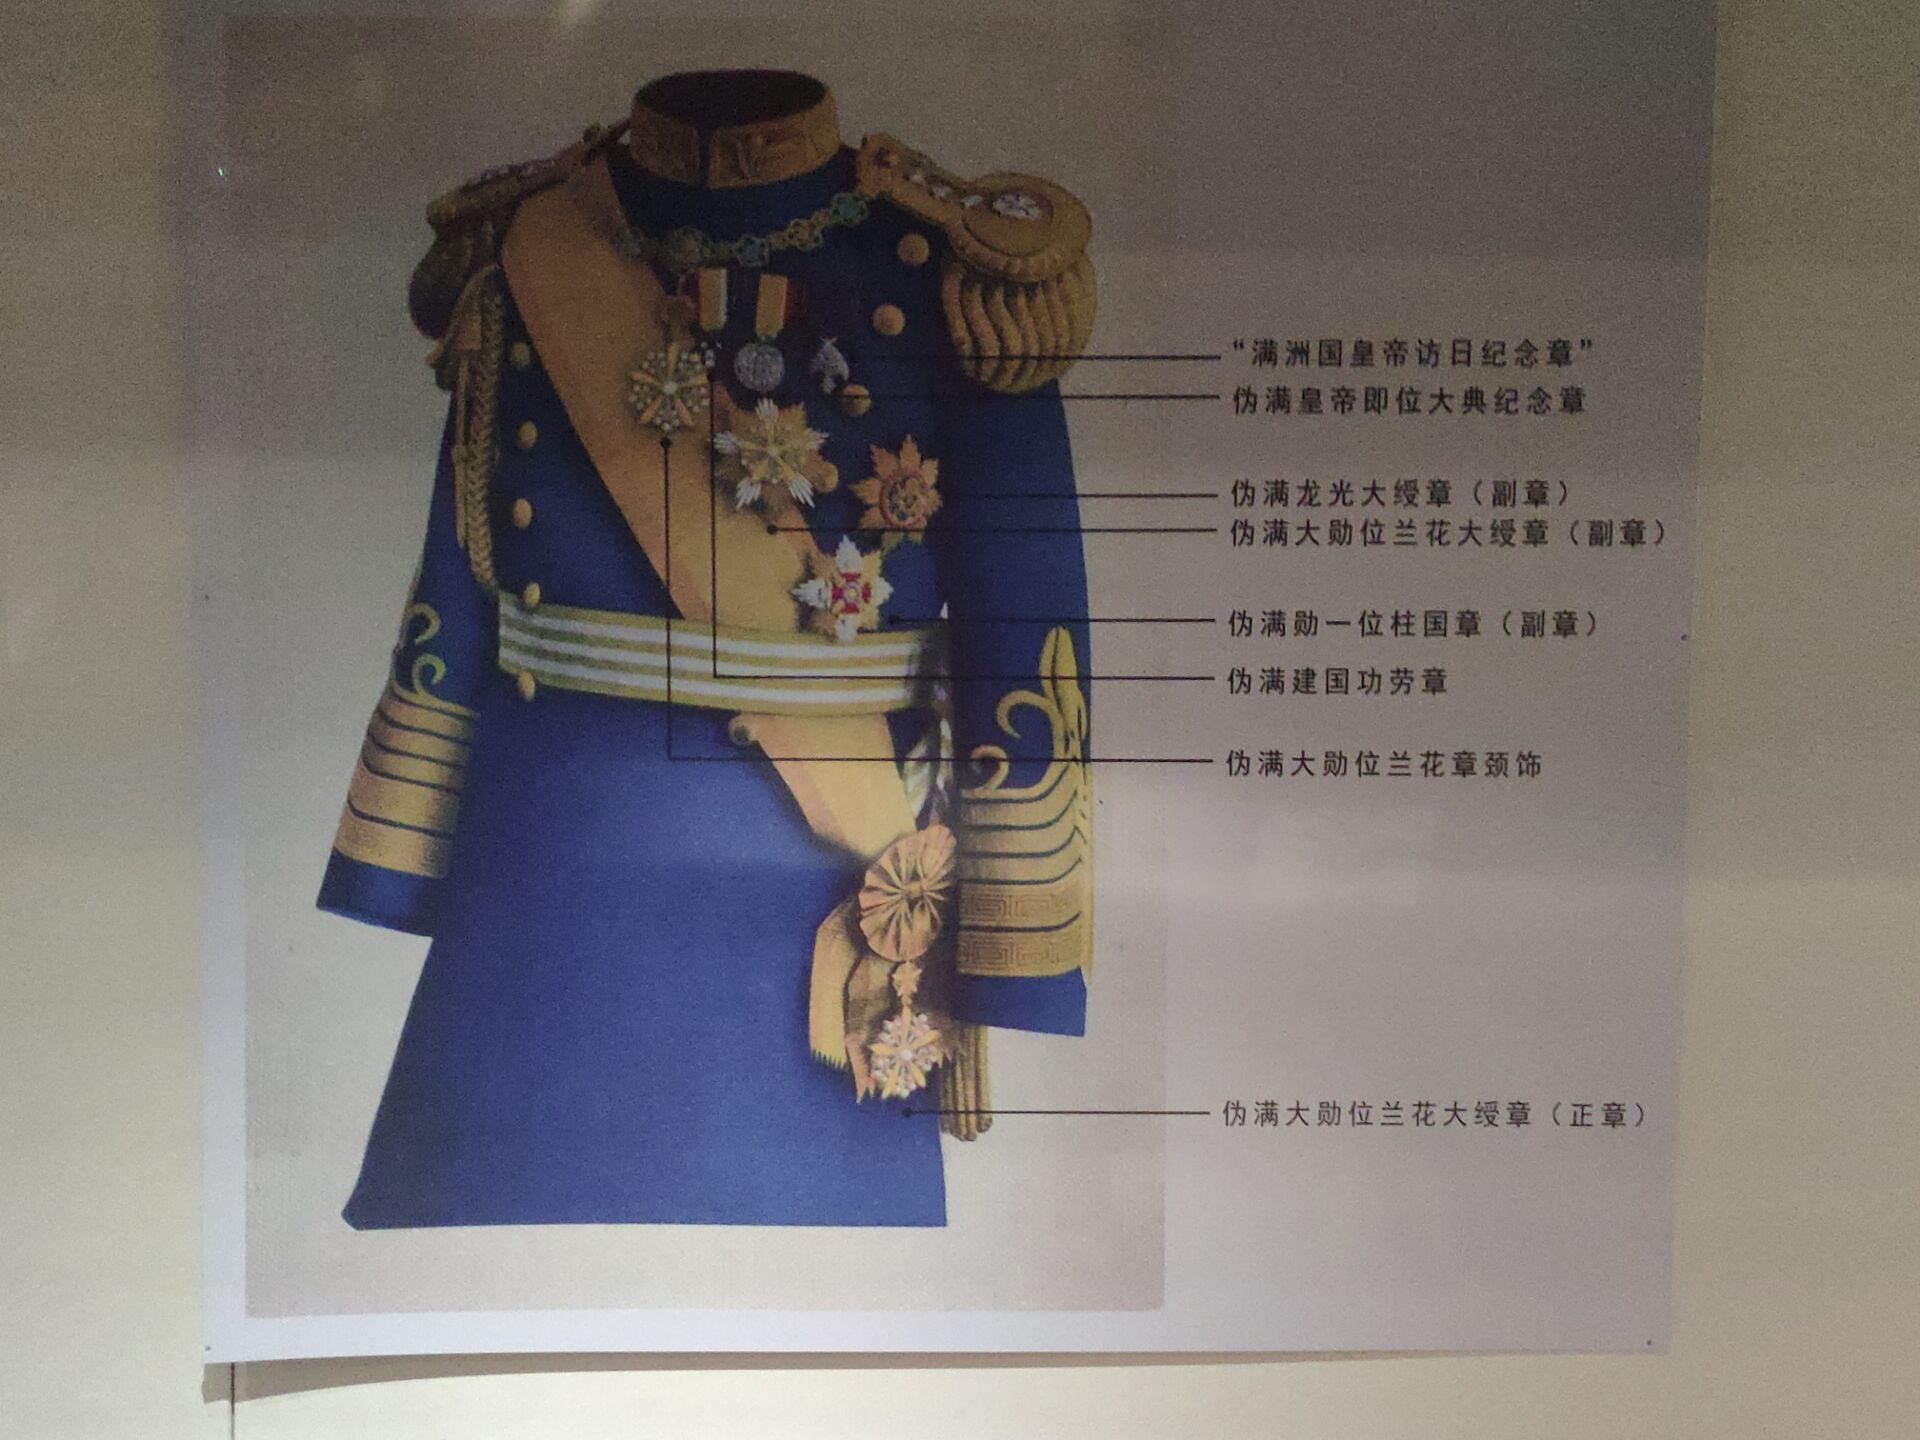 “满洲国皇帝访日纪念章”
伪满皇帝即位大典纪念章
伪满龙光大绶章（副章）
伪满大勋位兰花大绶章（副章）
伪满勋一位柱国章（副章）
伪满建国功劳章
伪满大勋位兰花章颈饰
伪满大勋位兰花大绶章（正章）